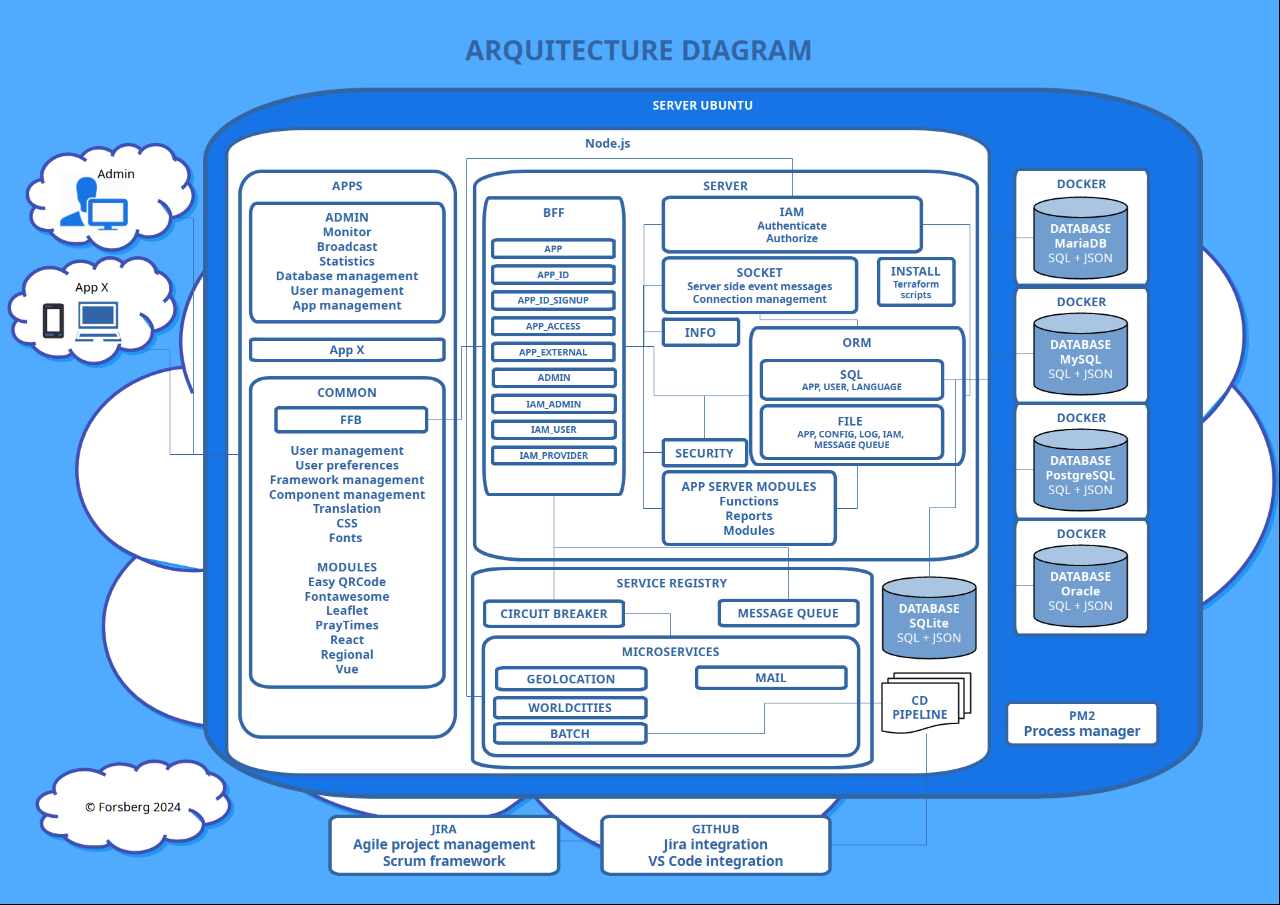 ARQUITECTURE DIAGRAM
SERVER UBUNTU
Node.js
Admin
App X
APPS
ADMIN
Monitor
Broadcast
Statistics
Database management
User management
App management
App X
COMMON
FFB
User management
User preferences
Framework management
Component management
Translation
CSS
Fonts
MODULES
Easy QRCode
Fontawesome
Leaflet
PrayTimes
React
Regional
Vue
SERVER
BFF
APP
APP_ID
APP_ID_SIGNUP
APP_ACCESS
APP_EXTERNAL
ADMIN
IAM_ADMIN
IAM_USER
IAM_PROVIDER
IAM
Authenticate
Authorize
SOCKET
Server side event messages
Connection management
INSTALL
Terraform
scripts
INFO
ORM
SQL
APP, USER, LANGUAGE
FILE
APP, CONFIG, LOG, IAM,
MESSAGE QUEUE
SECURITY
APP SERVER MODULES
Functions
Reports
Modules
SERVICE REGISTRY
CIRCUIT BREAKER
MESSAGE QUEUE
MICROSERVICES
GEOLOCATION
MAIL
WORLDCITIES
BATCH
DATABASE
SQLite
SQL + JSON
CD
PIPELINE
DOCKER
DATABASE
MariaDB
SQL + JSON
DOCKER
DATABASE
MySQL
SQL + JSON
DOCKER
DATABASE
PostgreSQL
SQL + JSON
DOCKER
DATABASE
Oracle
SQL + JSON
PM2
Process manager
© Forsberg 2024
JIRA
Agile project management
Scrum framework
GITHUB
Jira integration
VS Code integration